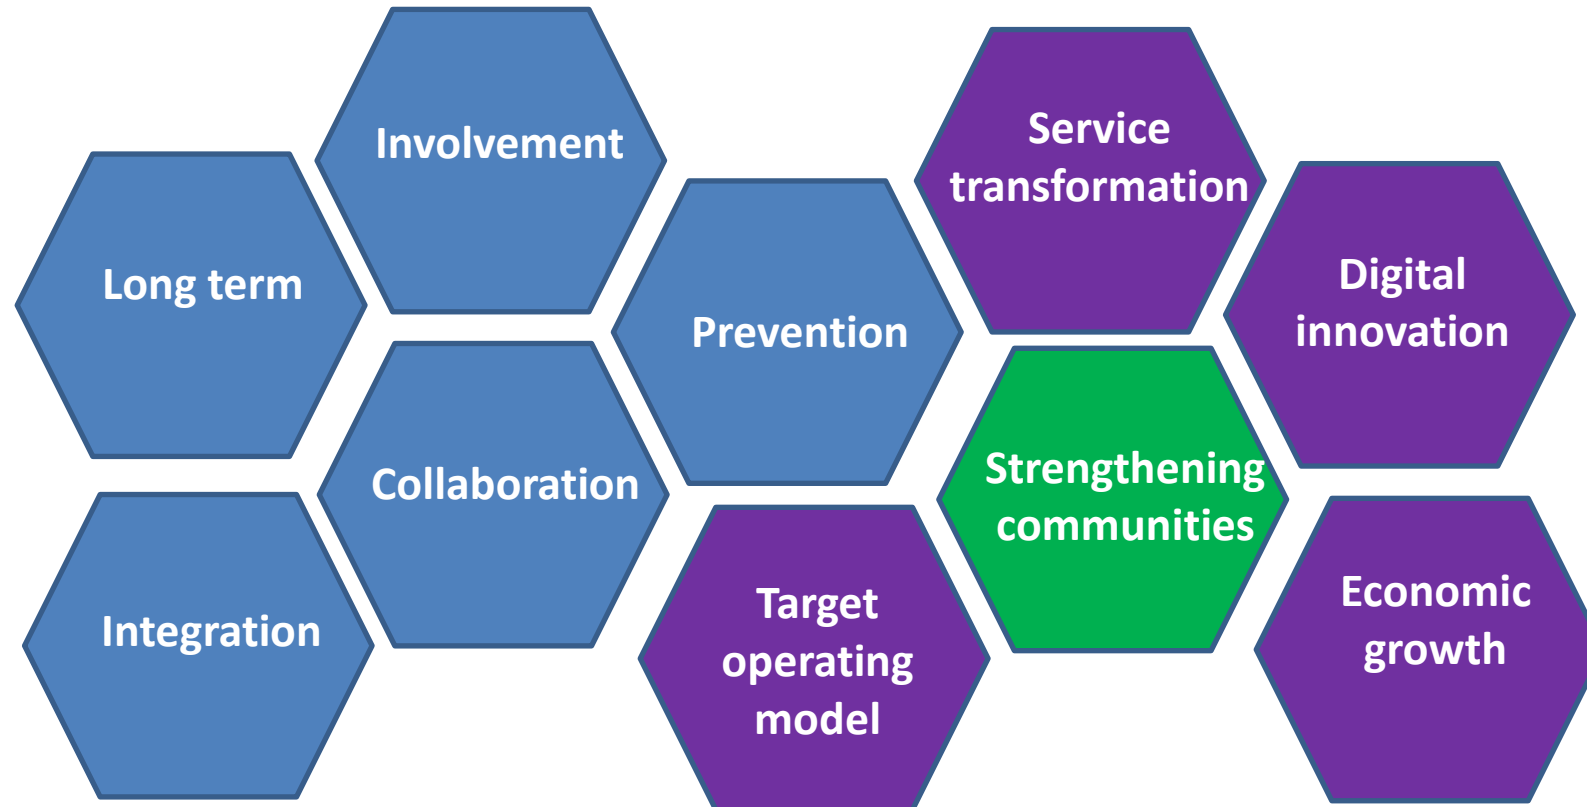 Involvement
Long term
Prevention
Collaboration
Integration
Service
transformation
Digital
innovation
Strengthening
communities
Target
operating
model
Economic
growth